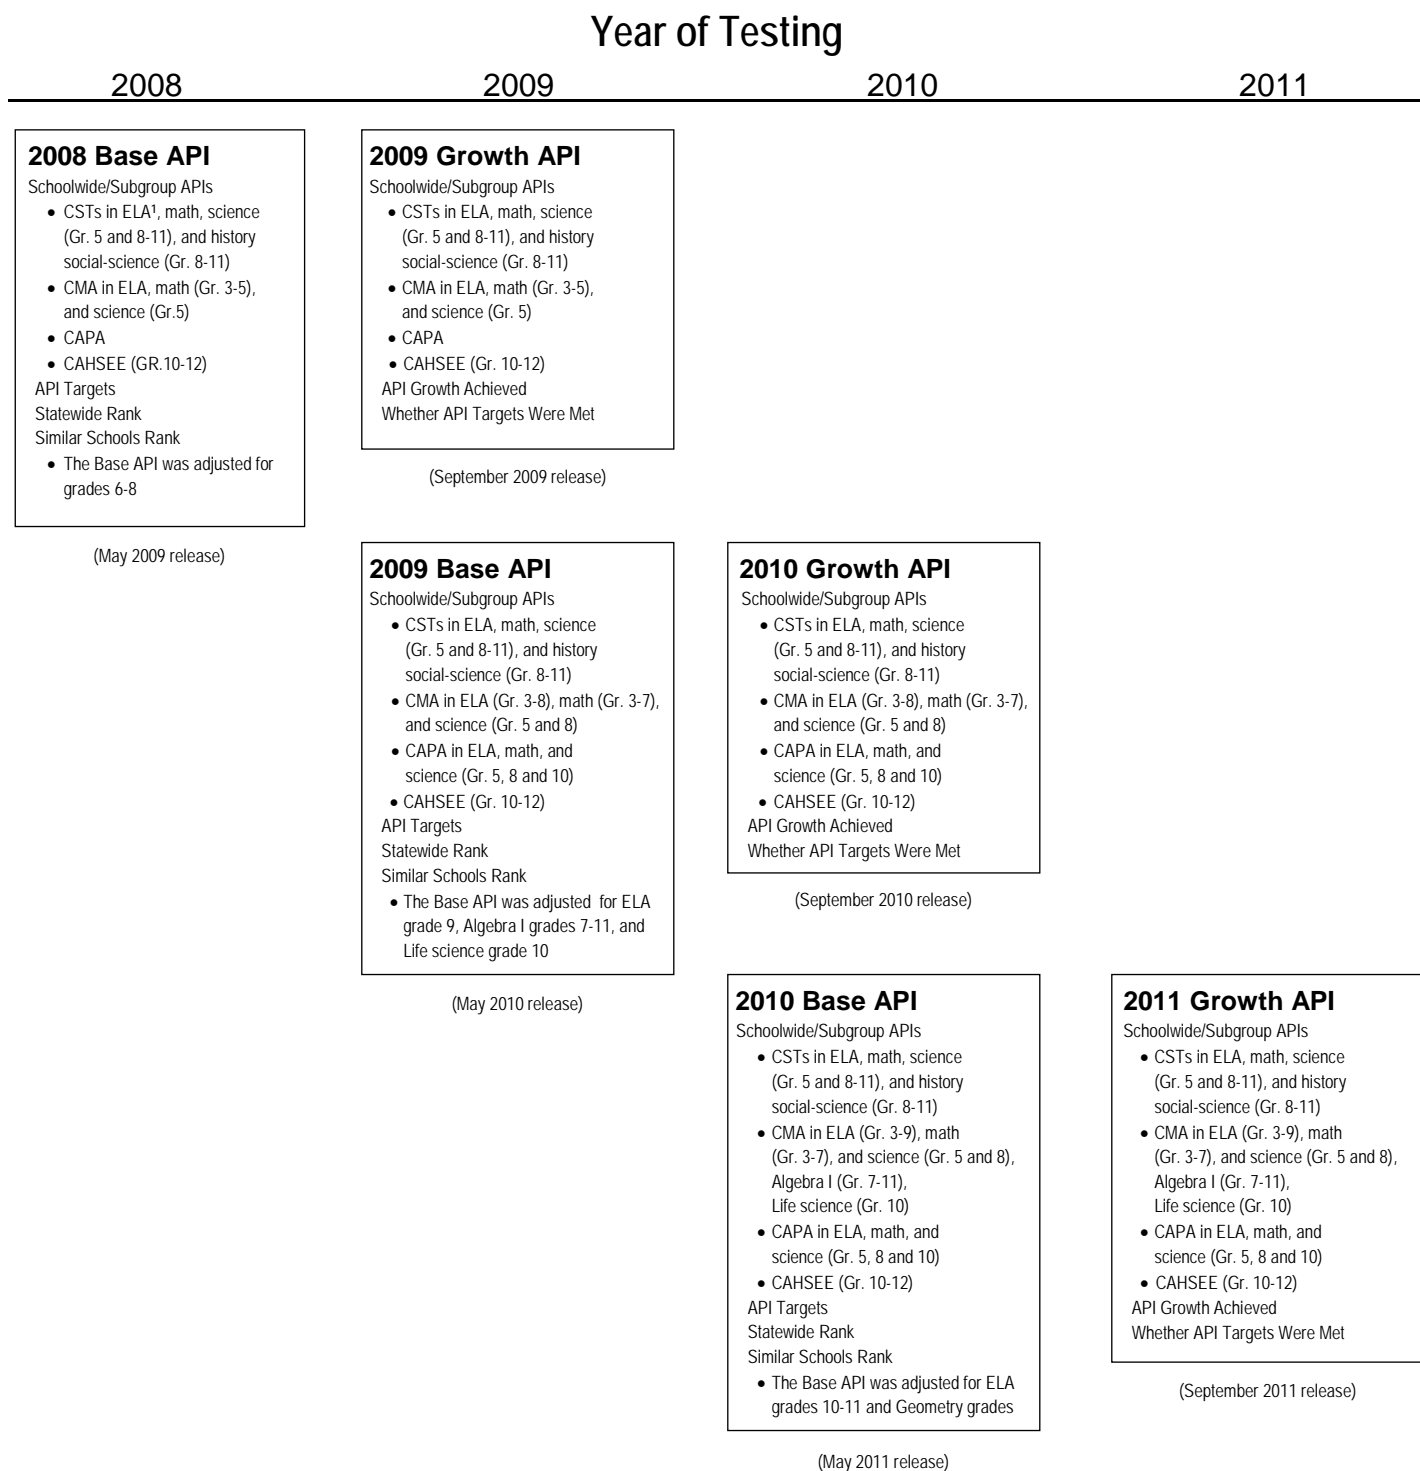 Year of Testing
2008
2009
2010
2011
2008 Base API
Schoolwide/Subgroup APIs
• CSTs in ELA¹, math, science
(Gr. 5 and 8-11), and history
social-science (Gr. 8-11)
• CMA in ELA, math (Gr. 3-5),
and science (Gr.5)
• CAPA
• CAHSEE (GR.10-12)
API Targets
Statewide Rank
Similar Schools Rank
• The Base API was adjusted for
grades 6-8
(May 2009 release)
2009 Growth API
Schoolwide/Subgroup APIs
• CSTs in ELA, math, science
(Gr. 5 and 8-11), and history
social-science (Gr. 8-11)
• CMA in ELA, math (Gr. 3-5),
and science (Gr. 5)
• CAPA
• CAHSEE (Gr. 10-12)
API Growth Achieved
Whether API Targets Were Met
(September 2009 release)
2009 Base API
Schoolwide/Subgroup APIs
• CSTs in ELA, math, science
(Gr. 5 and 8-11), and history
social-science (Gr. 8-11)
• CMA in ELA (Gr. 3-8), math (Gr. 3-7),
and science (Gr. 5 and 8)
• CAPA in ELA, math, and
science (Gr. 5, 8 and 10)
• CAHSEE (Gr. 10-12)
API Targets
Statewide Rank
Similar Schools Rank
• The Base API was adjusted for ELA
grade 9, Algebra I grades 7-11, and
Life science grade 10
(May 2010 release)
2010 Growth API
Schoolwide/Subgroup APIs
• CSTs in ELA, math, science
(Gr. 5 and 8-11), and history
social-science (Gr. 8-11)
• CMA in ELA (Gr. 3-8), math (Gr. 3-7),
and science (Gr. 5 and 8)
• CAPA in ELA, math, and
science (Gr. 5, 8 and 10)
• CAHSEE (Gr. 10-12)
API Growth Achieved
Whether API Targets Were Met
(September 2010 release)
2010 Base API
Schoolwide/Subgroup APIs
• CSTs in ELA, math, science
(Gr. 5 and 8-11), and history
social-science (Gr. 8-11)
• CMA in ELA (Gr. 3-9), math
(Gr. 3-7), and science (Gr. 5 and 8),
Algebra I (Gr. 7-11),
Life science (Gr. 10)
• CAPA in ELA, math, and
science (Gr. 5, 8 and 10)
• CAHSEE (Gr. 10-12)
API Targets
Statewide Rank
Similar Schools Rank
• The Base API was adjusted for ELA
grades 10-11 and Geometry grades
(May 2011 release)
2011 Growth API
Schoolwide/Subgroup APIs
• CSTs in ELA, math, science
(Gr. 5 and 8-11), and history
social-science (Gr. 8-11)
• CMA in ELA (Gr. 3-9), math
(Gr. 3-7), and science (Gr. 5 and 8),
Algebra I (Gr. 7-11),
Life science (Gr. 10)
• CAPA in ELA, math, and
science (Gr. 5, 8 and 10)
• CAHSEE (Gr. 10-12)
API Growth Achieved
Whether API Targets Were Met
(September 2011 release)